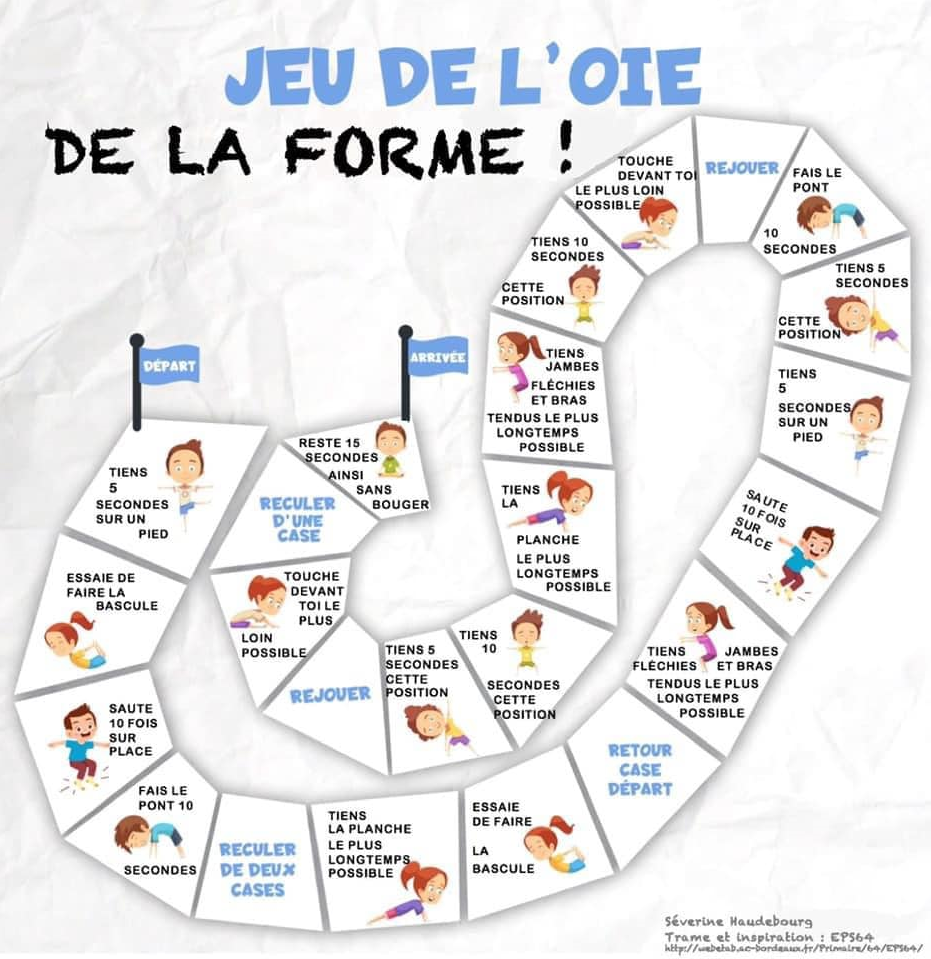 JEU DE L'OIE
DE LA FORME !
DÉPART
TIENS
5
SECONDES
SUR UN
PIED
ESSAIE DE
FAIRE LA
BASCULE
SAUTE
10 FOIS
SUR
PLACE
FAIS LE
PONT 10
SECONDES
RECULER
DE DEUX
CASES
TIENS
LA PLANCHE
LE PLUS
LONGTEMPS
POSSIBLE
ESSAIE
DE FAIRE
LA
BASCULE
RETOUR
CASE
DÉPART
TIENS JAMBES
FLÉCHIES ET BRAS
TENDUS LE PLUS
LONGTEMPS
POSSIBLE
SAUTE
10 FOIS
SUR
PLACE
TIENS
5
SECONDES
SUR UN
PIED
TIENS 5
SECONDES
CETTE
POSITION
FAIS LE
PONT
10
SECONDES
REJOUER
TOUCHE
DEVANT TOI
LE PLUS LOIN
POSSIBLE
TIENS 10
SECONDES
CETTE
POSITION
TIENS
JAMBES
FLÉCHIES
ET BRAS
TENDUS LE PLUS
LONGTEMPS
POSSIBLE
TIENS
LA
PLANCHE
LE PLUS
LONGTEMPS
POSSIBLE
TIENS
10
SECONDES
CETTE
POSITION
TIENS 5
SECONDES
CETTE
POSITION
REJOUER
TOUCHE
DEVANT
TOI LE
PLUS
LOIN
POSSIBLE
RECULER
D'UNE
CASE
RESTE 15
SECONDES
AINSI
SANS
BOUGER
ARRIVÉE
Séverine Haudebourg
Trame et inspiration : EPS64
http://webetab.ac-bordeaux.fr/Primaire/64/EPS64/